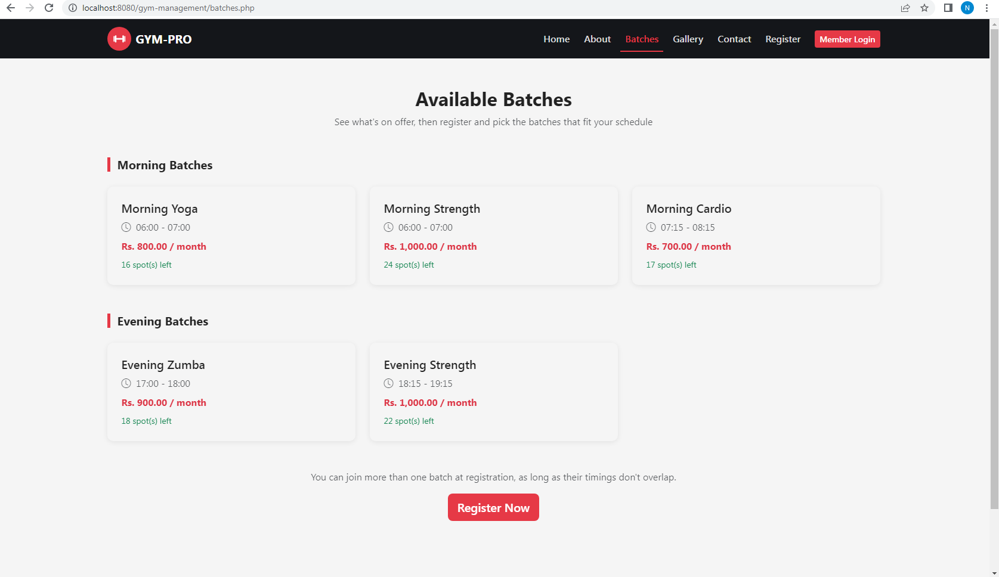 localhost:8080/gym-management/batches.php
N
GYM-PRO
Home About Batches Gallery Contact Register Member Login
Available Batches
See what's on offer, then register and pick the batches that fit your schedule
Morning Batches
Morning Yoga
06:00 - 07:00
Rs. 800.00 / month
16 spot(s) left
Morning Strength
06:00 - 07:00
Rs. 1,000.00 / month
24 spot(s) left
Morning Cardio
07:15 - 08:15
Rs. 700.00 / month
17 spot(s) left
Evening Batches
Evening Zumba
17:00 - 18:00
Rs. 900.00 / month
18 spot(s) left
Evening Strength
18:15 - 19:15
Rs. 1,000.00 / month
22 spot(s) left
You can join more than one batch at registration, as long as their timings don't overlap.
Register Now